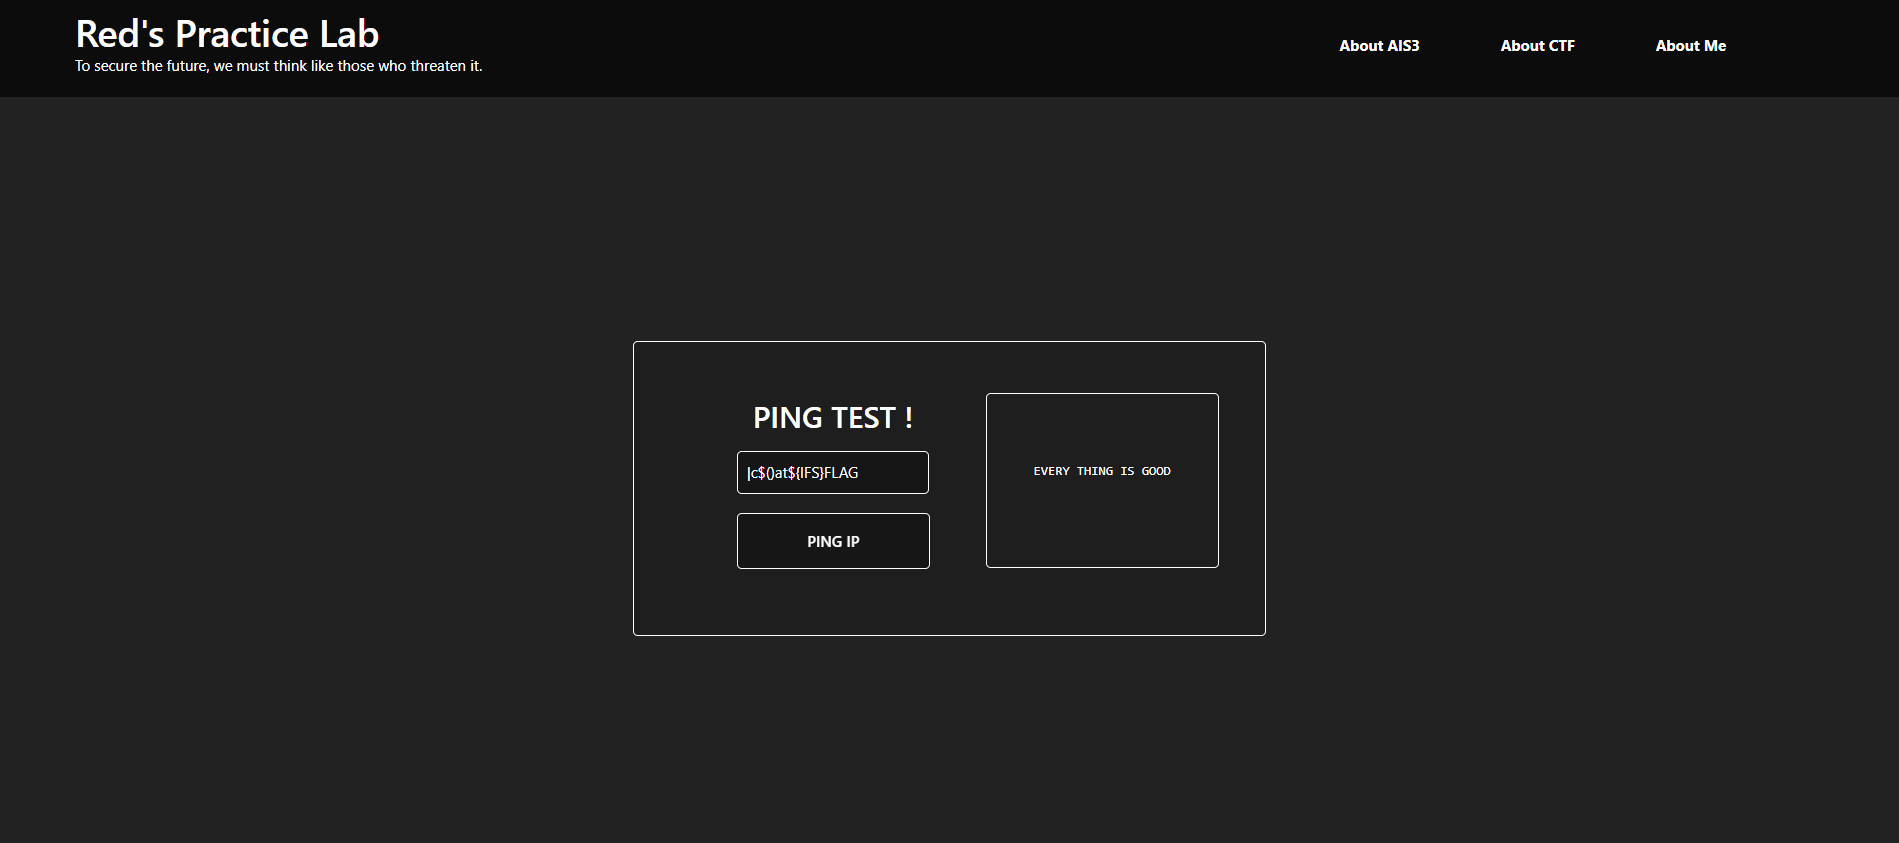 Red's Practice Lab
To secure the future, we must think like those who threaten it.
About AIS3
About CTF
About Me
PING TEST !
|c$()at${IFS}FLAG
PING IP
EVERY THING IS GOOD